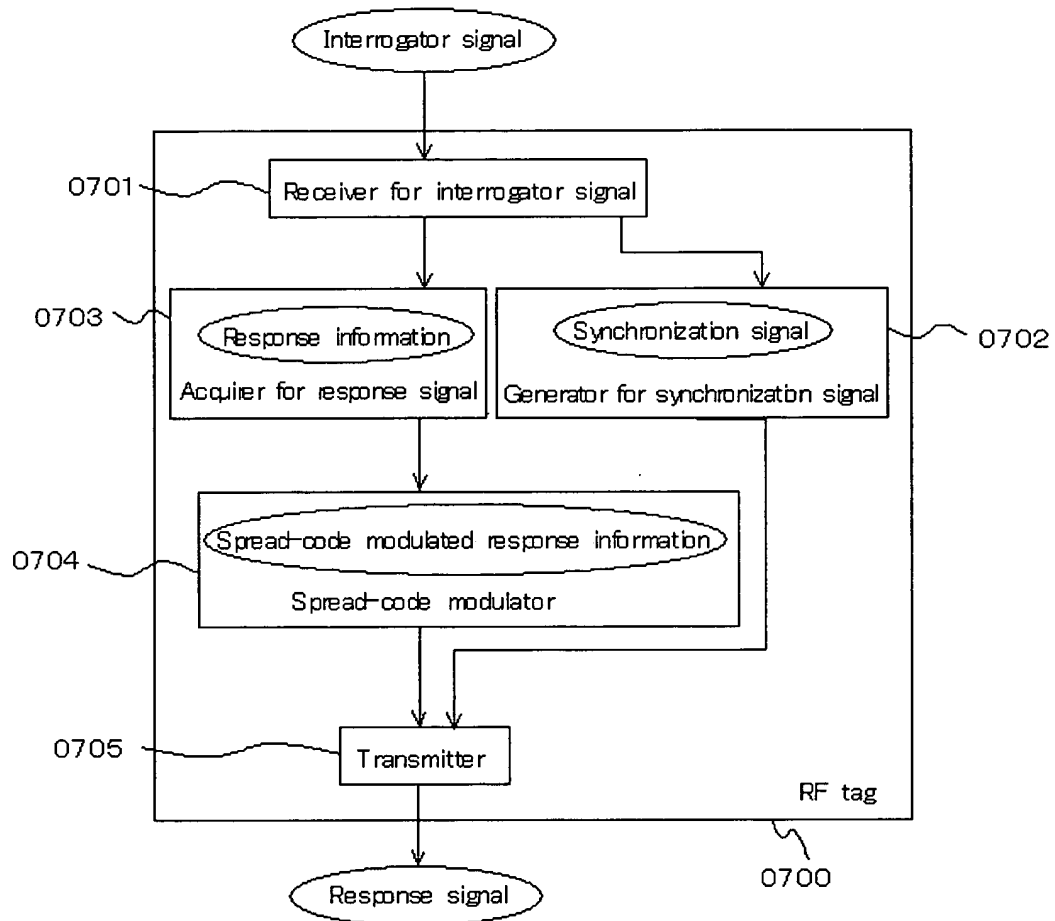 Interrogator signal
0701
Receiver for interrogator signal
0703
Response information
Acquirer for response signal
Synchronization signal
Generator for synchronization signal
0702
0704
Spread-code modulated response information
Spread-code modulator
0705
Transmitter
RF tag
0700
Response signal